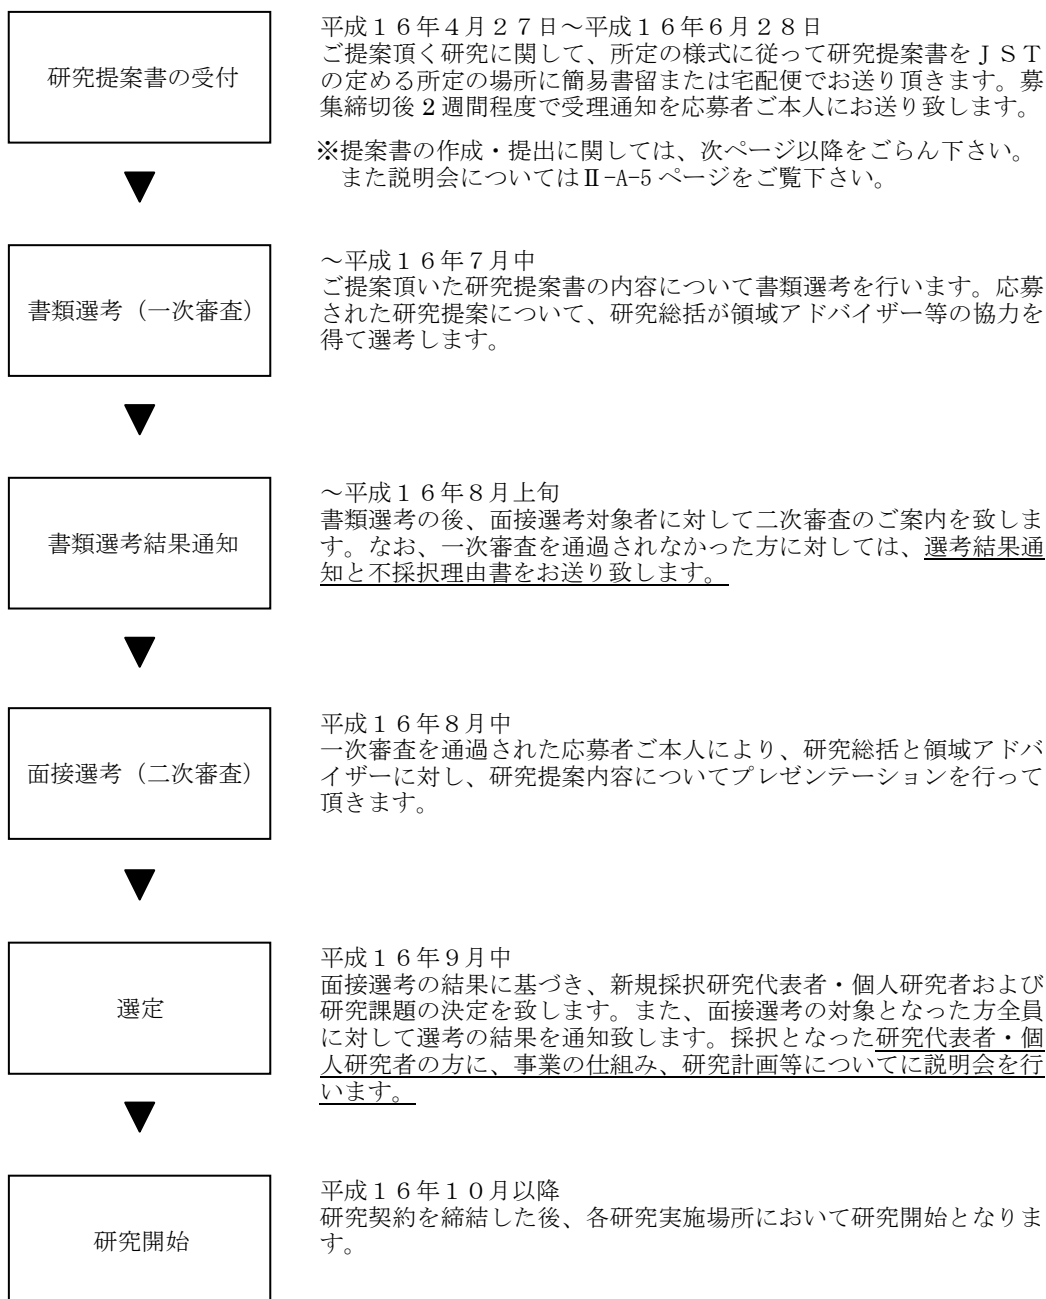 研究提案書の受付
平成１６年４月２７日～平成１６年６月２８日
ご提案頂く研究に関して、所定の様式に従って研究提案書をＪＳＴ
の定める所定の場所に簡易書留または宅配便でお送り頂きます。募
集締切後 2 週間程度で受理通知を応募者ご本人にお送り致します。
※提案書の作成・提出に関しては、次ページ以降をごらん下さい。
また説明会についてはⅡ-A-5 ページをご覧下さい。
▼
書類選考（一次審査）
～平成１６年７月中
ご提案頂いた研究提案書の内容について書類選考を行います。応募
された研究提案について、研究総括が領域アドバイザー等の協力を
得て選考します。
▼
書類選考結果通知
～平成１６年８月上旬
書類選考の後、面接選考対象者に対して二次審査のご案内を致しま
す。なお、一次審査を通過されなかった方に対しては、選考結果通
知と不採択理由書をお送り致します。
▼
面接選考（二次審査）
平成１６年８月中
一次審査を通過された応募者ご本人により、研究総括と領域アドバ
イザーに対し、研究提案内容についてプレゼンテーションを行って
頂きます。
▼
選定
平成１６年９月中
面接選考の結果に基づき、新規採択研究代表者・個人研究者および
研究課題の決定を致します。また、面接選考の対象となった方全員
に対して選考の結果を通知致します。採択となった研究代表者・個
人研究者の方に、事業の仕組み、研究計画等についてに説明会を行
います。
▼
研究開始
平成１６年１０月以降
研究契約を締結した後、各研究実施場所において研究開始となりま
す。